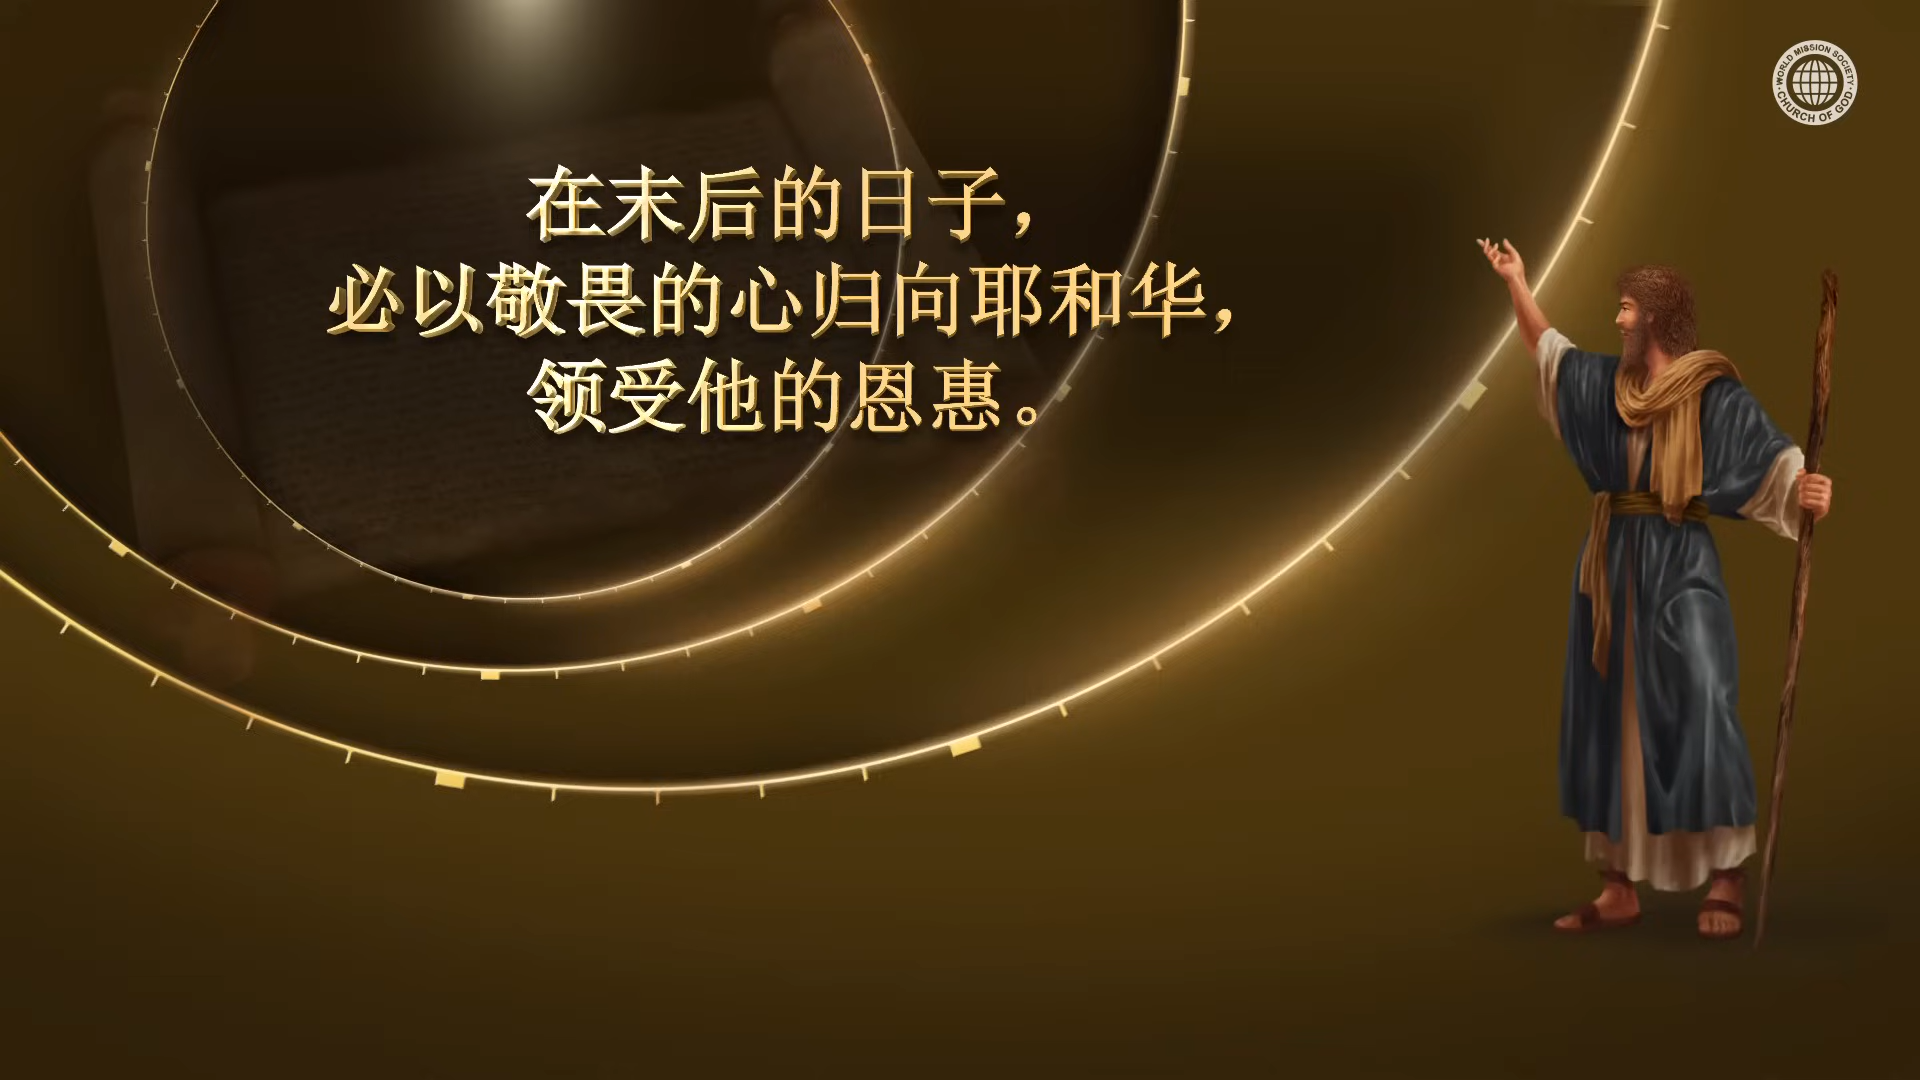 在末后的日子，
必以敬畏的心归向耶和华，
领受他的恩惠。
WORLD MISSION SOCIETY
CHURCH OF GOD